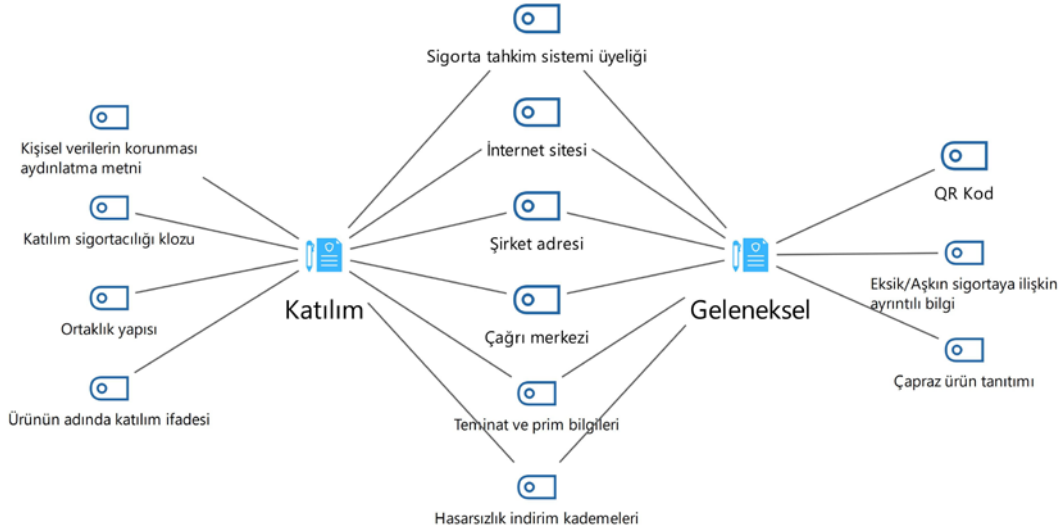 Sigorta tahkim sistemi üyeliği
Kişisel verilerin korunması
aydınlatma metni
İnternet sitesi
QR Kod
Katılım sigortacılığı klozu
Şirket adresi
Eksik/Aşkın sigortaya ilişkin
ayrıntılı bilgi
Katılım
Geleneksel
Ortaklık yapısı
Çağrı merkezi
Çapraz ürün tanıtımı
Ürünün adında katılım ifadesi
Teminat ve prim bilgileri
Hasarsızlık indirim kademeleri